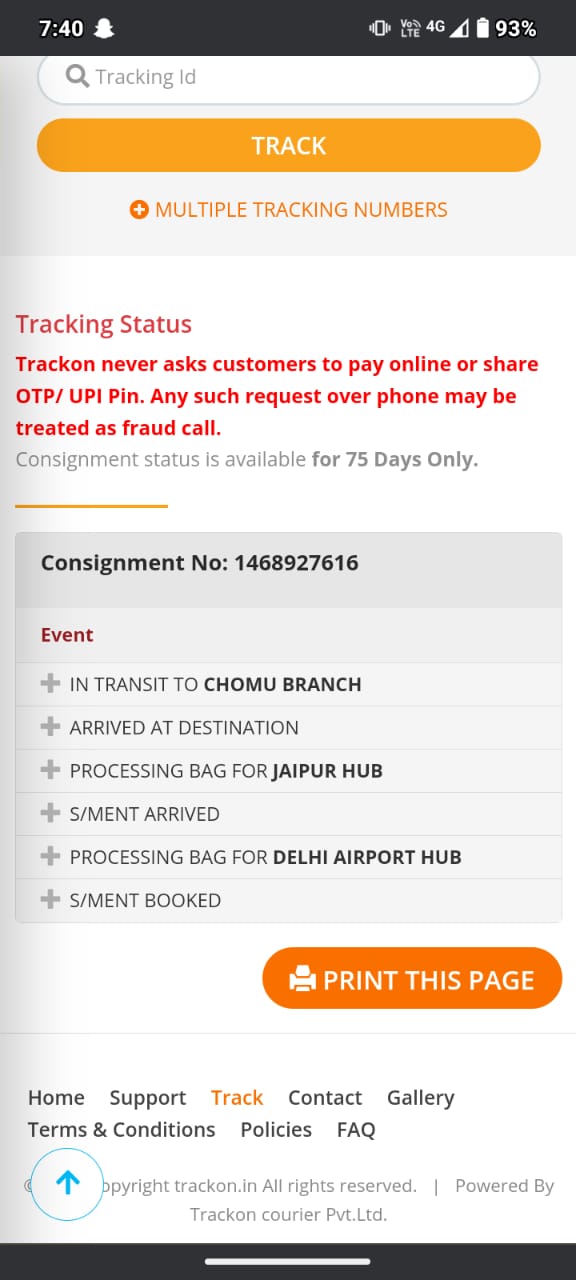 7:40
Vo LTE 4G 93%
Tracking Id
TRACK
MULTIPLE TRACKING NUMBERS
Tracking Status
Trackon never asks customers to pay online or share
OTP/ UPI Pin. Any such request over phone may be
treated as fraud call.
Consignment status is available for 75 Days Only.
Consignment No: 1468927616
Event
IN TRANSIT TO CHOMU BRANCH
ARRIVED AT DESTINATION
PROCESSING BAG FOR JAIPUR HUB
S/MENT ARRIVED
PROCESSING BAG FOR DELHI AIRPORT HUB
S/MENT BOOKED
PRINT THIS PAGE
Home Support Track Contact Gallery
Terms & Conditions Policies FAQ
opyright trackon.in All rights reserved. | Powered By
Trackon courier Pvt.Ltd.